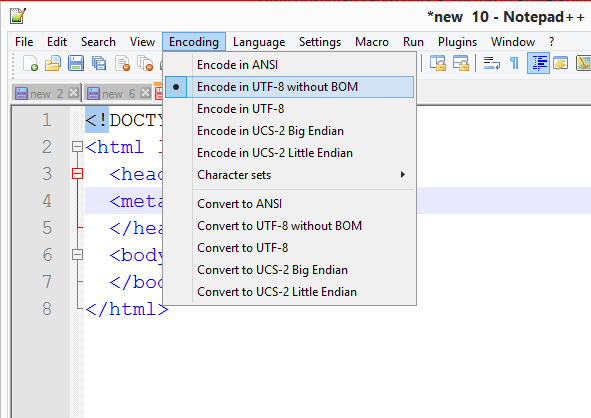 *new 10 - Notepad++
File Edit Search View Encoding Language Settings Macro Run Plugins Window ?
new 2 new 6
Encode in ANSI
Encode in UTF-8 without BOM
Encode in UTF-8
Encode in UCS-2 Big Endian
Encode in UCS-2 Little Endian
Character sets
Convert to ANSI
Convert to UTF-8 without BOM
Convert to UTF-8
Convert to UCS-2 Big Endian
Convert to UCS-2 Little Endian
1 <!DOCTY
2 <html l
3 <head
4 <meta
5 </hea
6 <body
7 </bod
8 </html>